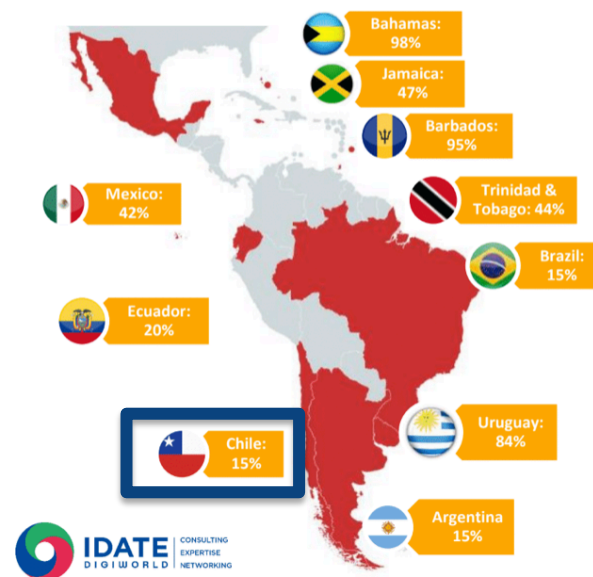 Bahamas:
98%
Jamaica:
47%
Barbados:
95%
Mexico:
42%
Trinidad &
Tobago: 44%
Brazil:
15%
Ecuador:
20%
Uruguay:
84%
Chile:
15%
Argentina
15%
IDATE
DIGIWORLD
CONSULTING
EXPERTISE
NETWORKING